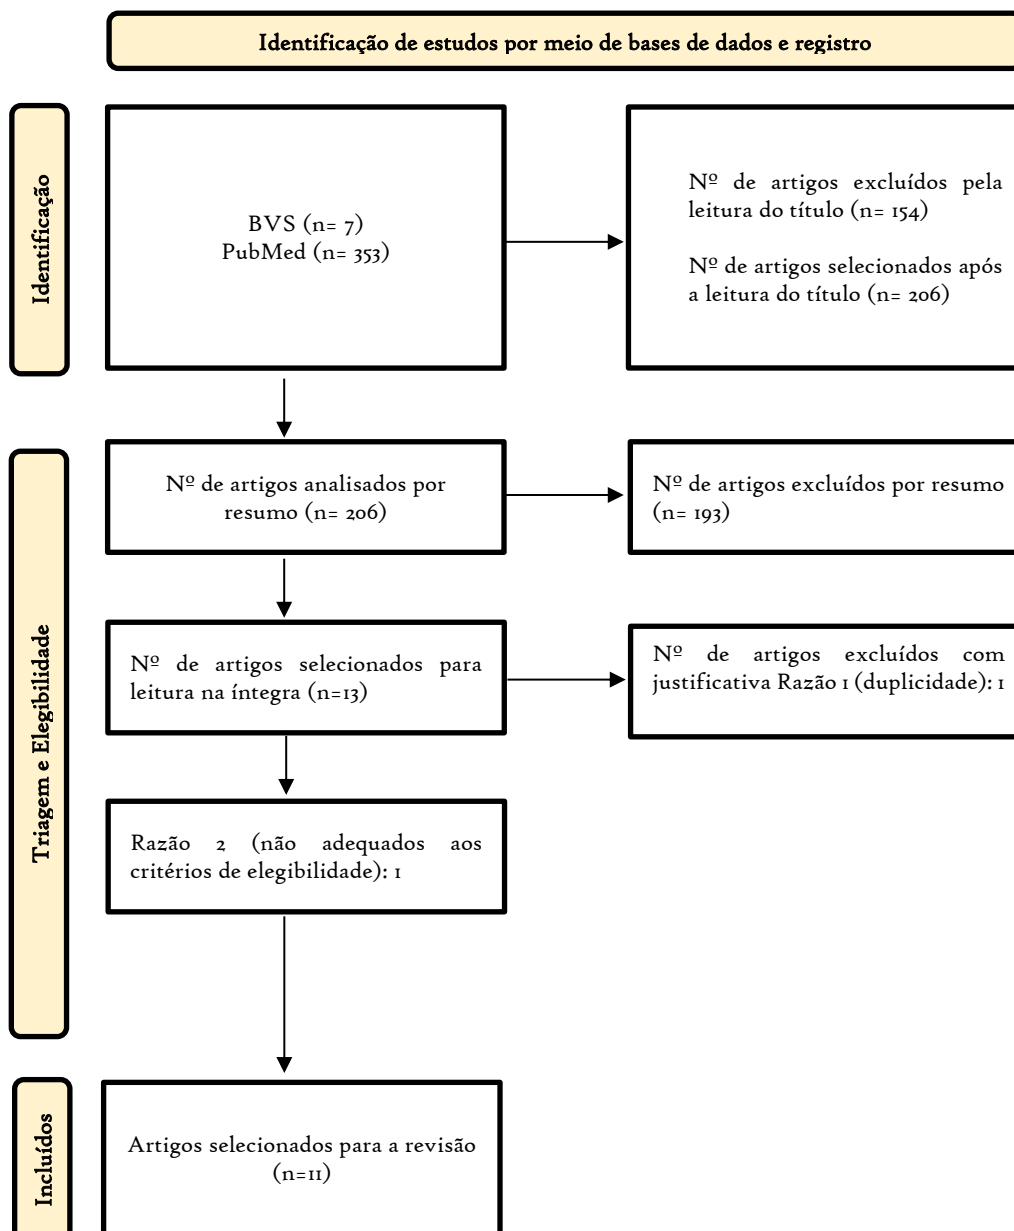 Identificação de estudos por meio de bases de dados e registro
Identificação
BVS (n= 7)
PubMed (n= 353)
Nº de artigos excluídos pela
leitura do título (n= 154)
Nº de artigos selecionados após
a leitura do título (n= 206)
Triagem e Elegibilidade
Nº de artigos analisados por
resumo (n= 206)
Nº de artigos excluídos por resumo
(n= 193)
Nº de artigos selecionados para
leitura na íntegra (n=13)
Nº de artigos excluídos com
justificativa Razão 1 (duplicidade): 1
Razão 2 (não adequados aos
critérios de elegibilidade): 1
Incluídos
Artigos selecionados para a revisão
(n=11)